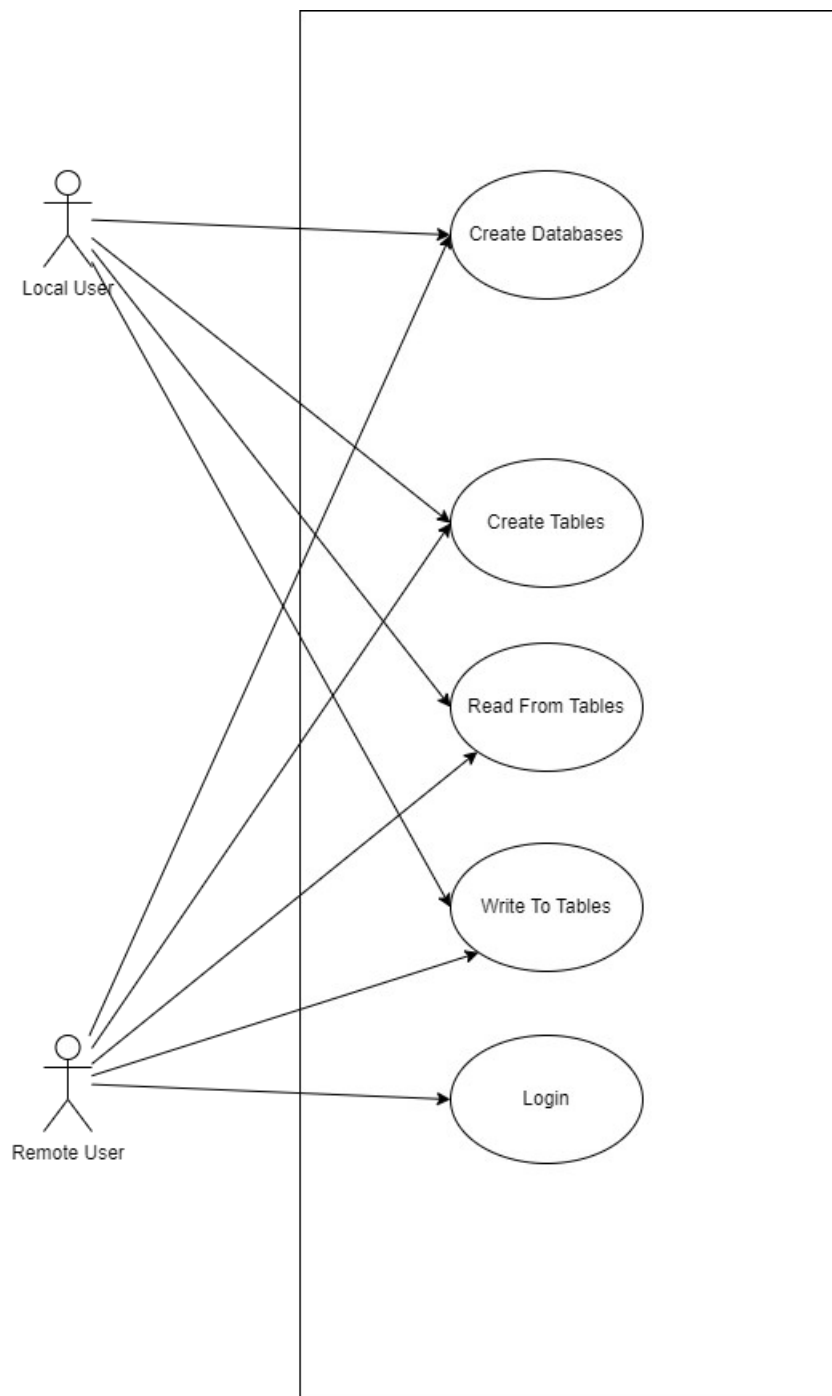 Create Databases
Local User
Create Tables
Read From Tables
Write To Tables
Login
Remote User